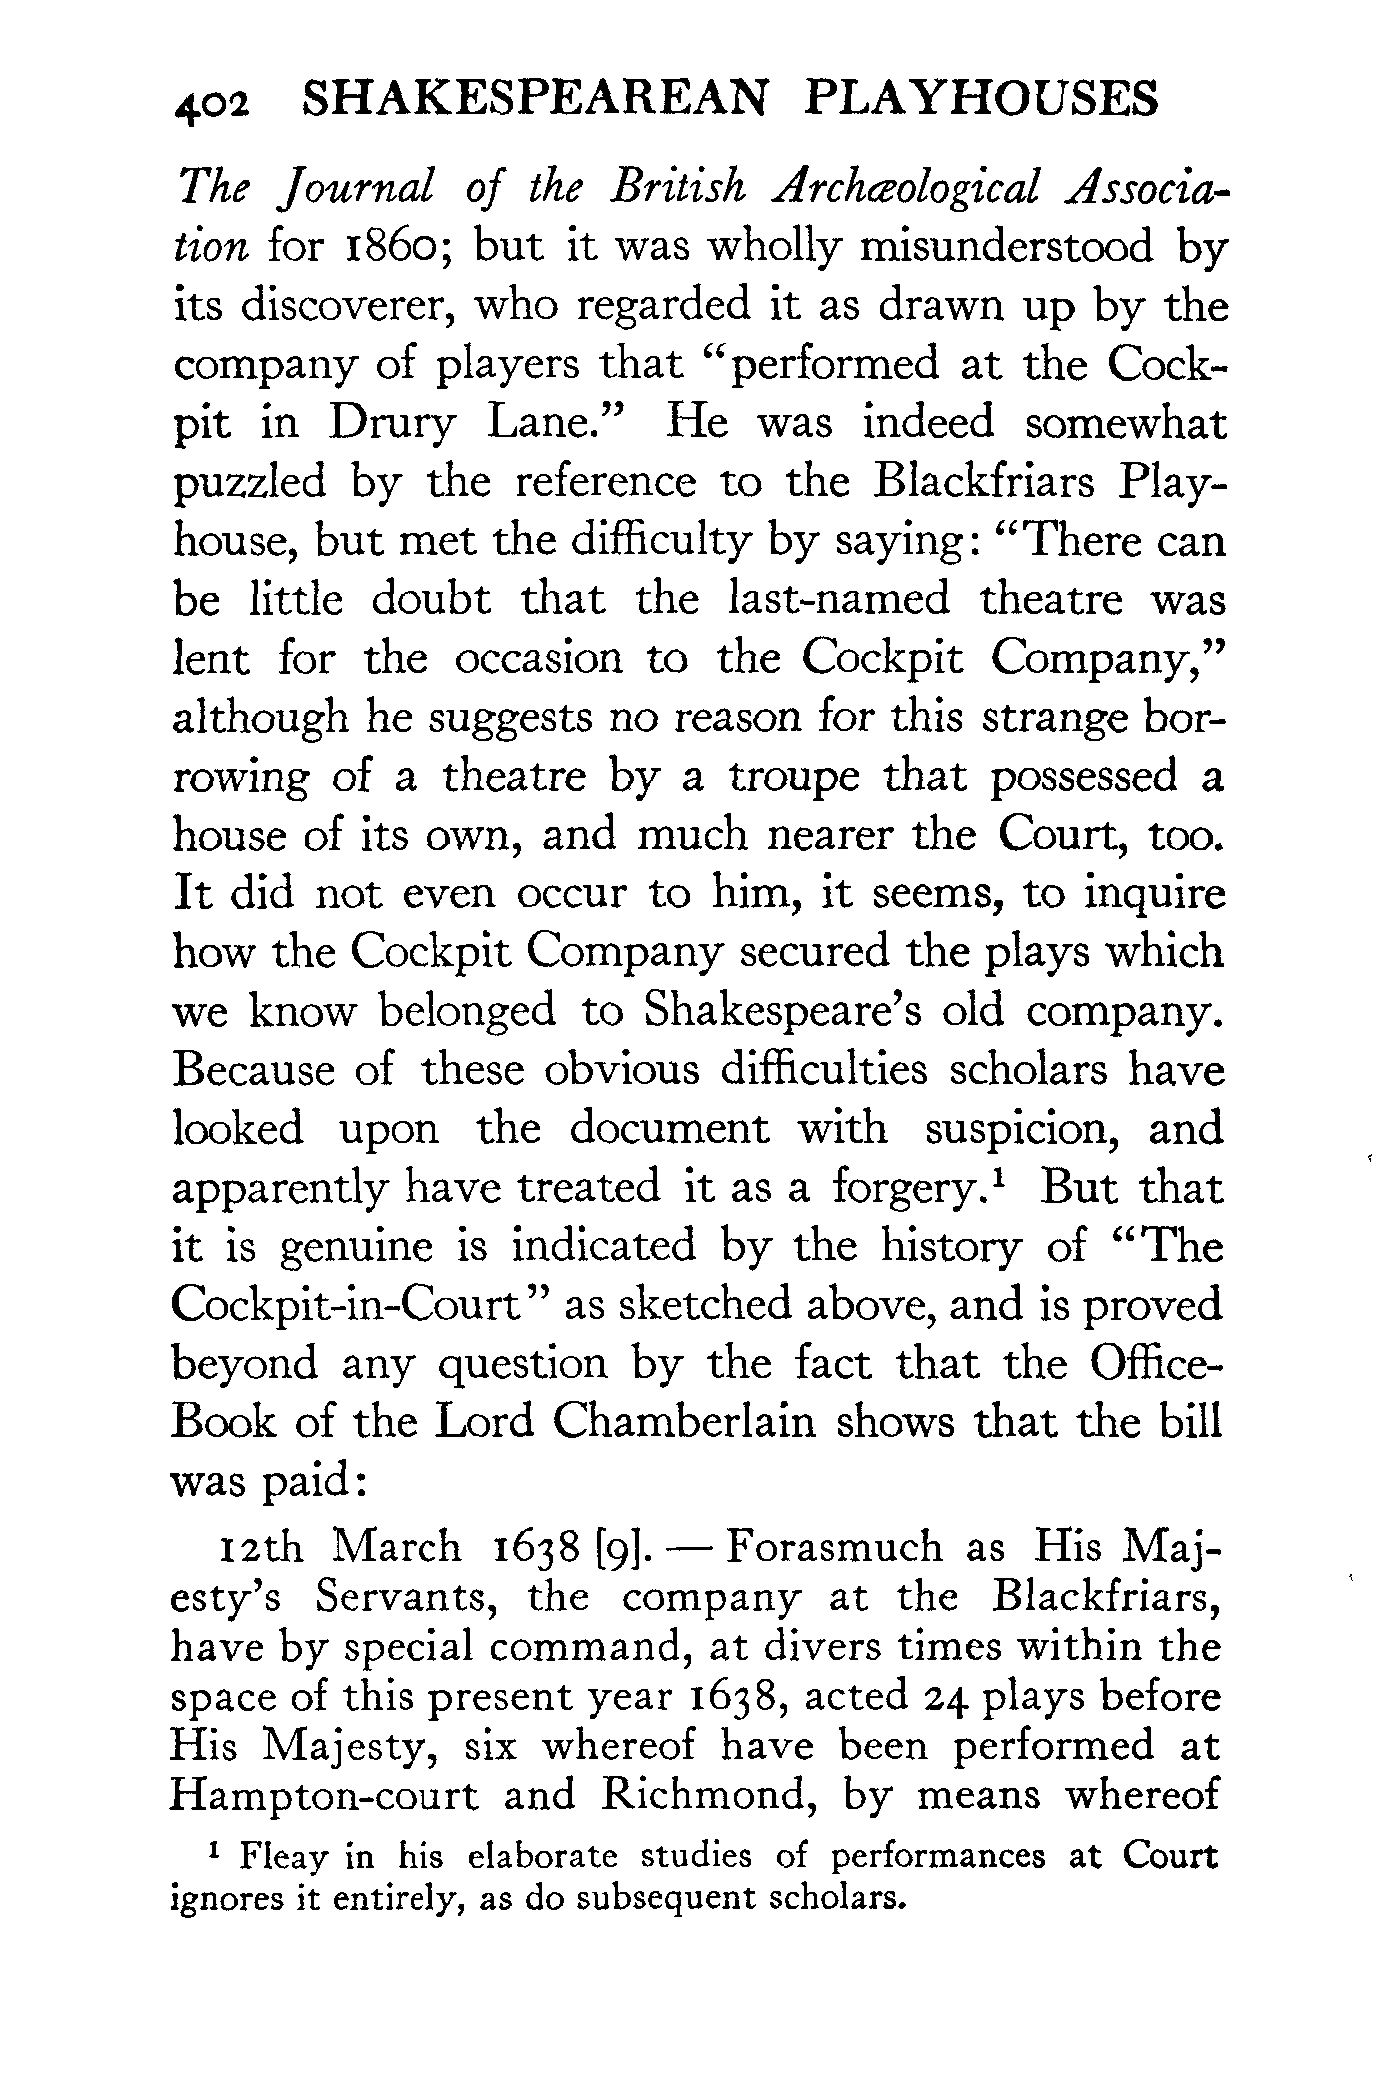 402 SHAKESPEAREAN PLAYHOUSES
The Journal of the British Archæological Associa-
tion for 1860; but it was wholly misunderstood by
its discoverer, who regarded it as drawn up by the
company of players that “performed at the Cock-
pit in Drury Lane.” He was indeed somewhat
puzzled by the reference to the Blackfriars Play-
house, but met the difficulty by saying: “There can
be little doubt that the last-named theatre was
lent for the occasion to the Cockpit Company,”
although he suggests no reason for this strange bor-
rowing of a theatre by a troupe that possessed a
house of its own, and much nearer the Court, too.
It did not even occur to him, it seems, to inquire
how the Cockpit Company secured the plays which
we know belonged to Shakespeare’s old company.
Because of these obvious difficulties scholars have
looked upon the document with suspicion, and
apparently have treated it as a forgery.¹ But that
it is genuine is indicated by the history of “The
Cockpit-in-Court” as sketched above, and is proved
beyond any question by the fact that the Office-
Book of the Lord Chamberlain shows that the bill
was paid:
12th March 1638 [9]. — Forasmuch as His Maj-
esty’s Servants, the company at the Blackfriars,
have by special command, at divers times within the
space of this present year 1638, acted 24 plays before
His Majesty, six whereof have been performed at
Hampton-court and Richmond, by means whereof
¹ Fleay in his elaborate studies of performances at Court
ignores it entirely, as do subsequent scholars.